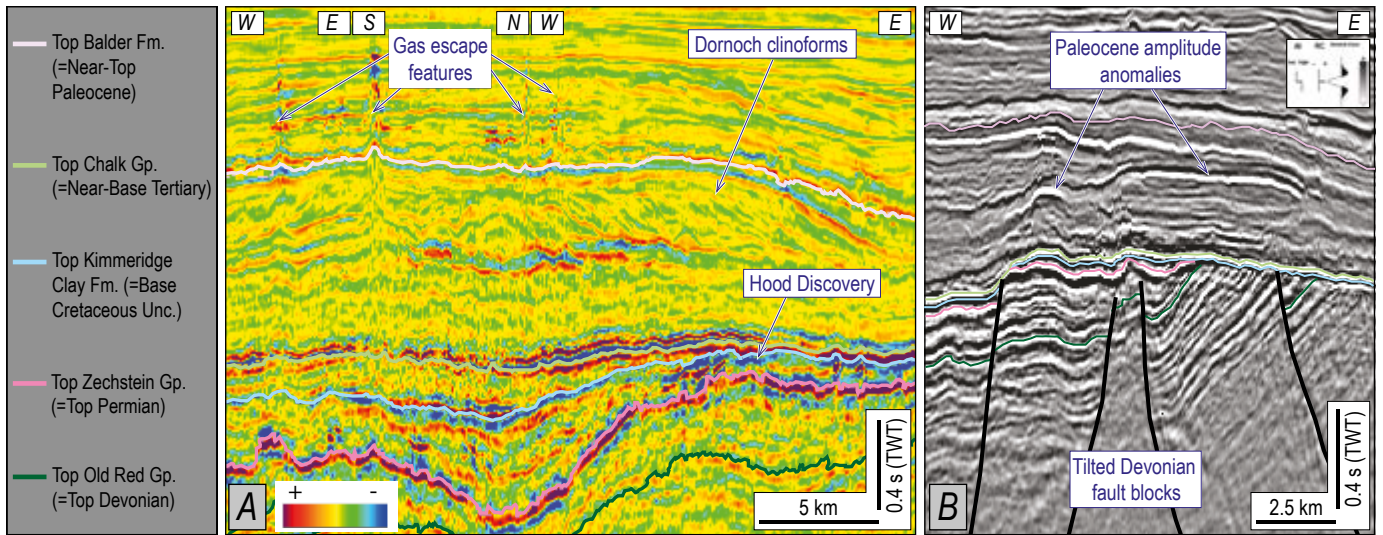 Top Balder Fm.
(=Near-Top
Paleocene)
Top Chalk Gp.
(=Near-Base Tertiary)
Top Kimmeridge
Clay Fm. (=Base
Cretaceous Unc.)
Top Zechstein Gp.
(=Top Permian)
Top Old Red Gp.
(=Top Devonian)
W E S N W E
Gas escape
features
Dornoch clinoforms
Hood Discovery
A
+ -
5 km
0.4 s (TWT)
W E
Paleocene amplitude
anomalies
Tilted Devonian
fault blocks
B
2.5 km
0.4 s (TWT)